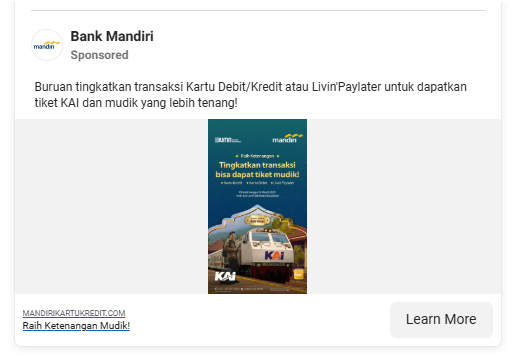 Bank Mandiri
Sponsored
mandiri
Buruan tingkatkan transaksi Kartu Debit/Kredit atau Livin'Paylater untuk dapatkan
tiket KAI dan mudik yang lebih tenang!
BUMN
mandiri
Raih Ketenangan
Tingkatkan transaksi
bisa dapat tiket mudik!
KAI
KAI
MANDIRIKARTUKREDIT.COM
Raih Ketenangan Mudik!
Learn More